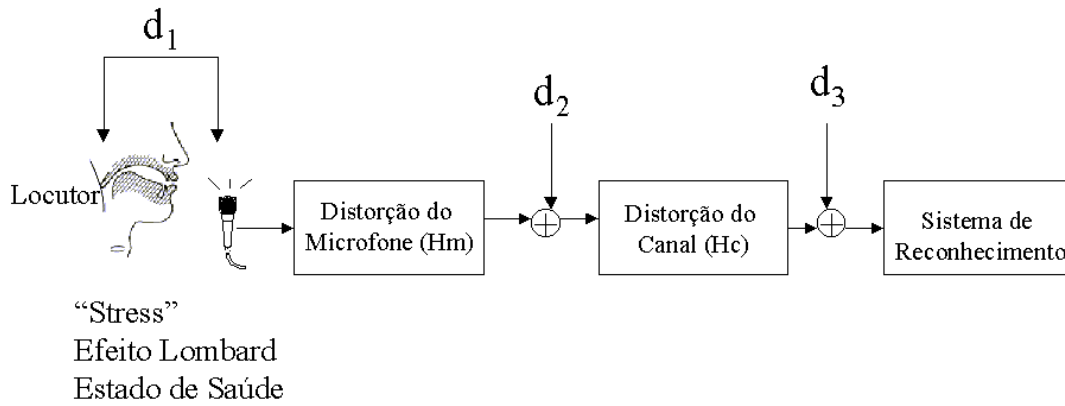 d1
d2
d3
Locutor
Distorção do
Microfone (Hm)
Distorção do
Canal (Hc)
Sistema de
Reconhecimento
“Stress”
Efeito Lombard
Estado de Saúde